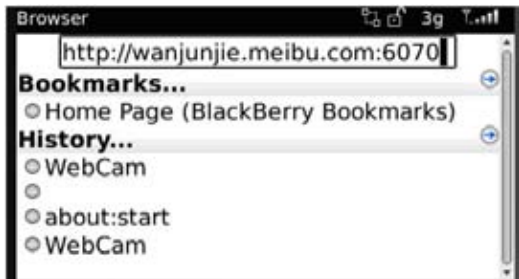 Browser 3g
http://wanjunjie.meibu.com:6070
Bookmarks...
Home Page (BlackBerry Bookmarks)
History...
WebCam
about:start
WebCam